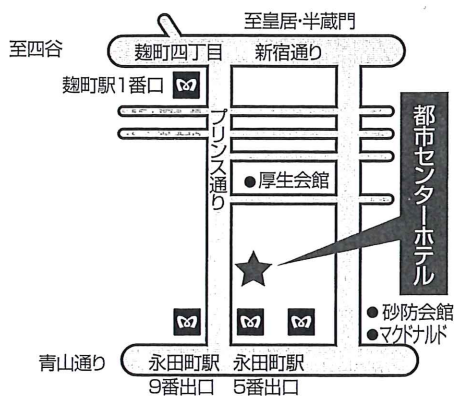 至皇居・半蔵門
至四谷
麹町四丁目
新宿通り
麹町駅1番口
プリンス通り
都市センターホテル
厚生会館
砂防会館
マクドナルド
青山通り
永田町駅
9番出口
永田町駅
5番出口